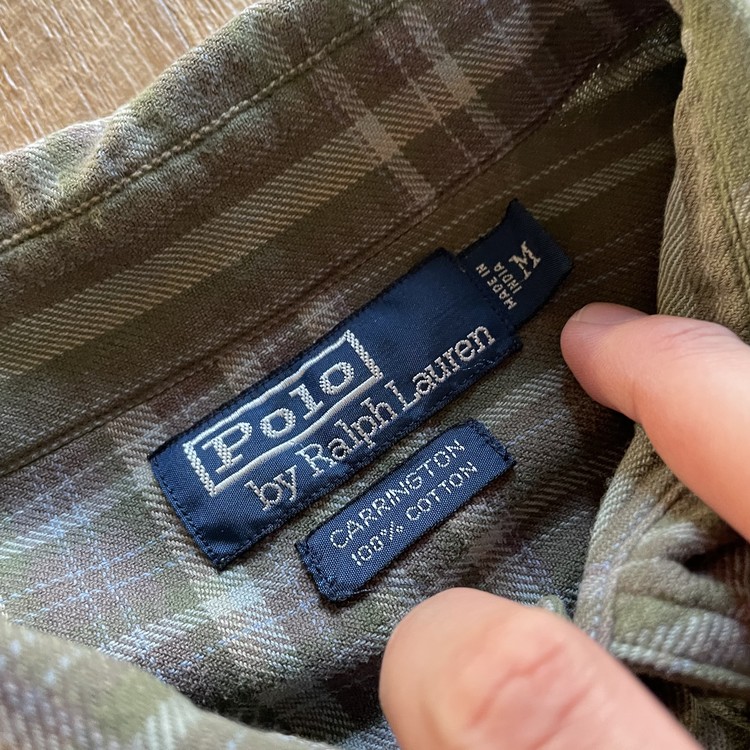 Polo
by Ralph Lauren
M
MADE IN
INDIA
CARRINGTON
100% COTTON